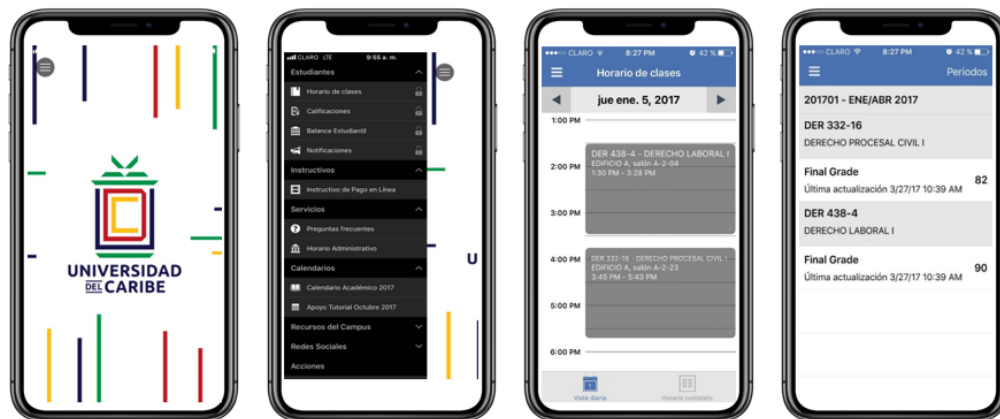 UNIVERSIDAD
DEL CARIBE
CLARO LTE 9:55 a. m.
Estudiantes
Horario de clases
Calificaciones
Balance Estudiantil
Notificaciones
Instructivos
Instructivo de Pago en Línea
Servicios
Preguntas frecuentes
Horario Administrativo
Calendarios
Calendario Académico 2017
Apoyo Tutorial Octubre 2017
Recursos del Campus
Redes Sociales
Acciones
U
CLARO 8:27 PM 42 %
Horario de clases
jue ene. 5, 2017
1:00 PM
2:00 PM
DER 438-4 - DERECHO LABORAL I
EDIFICIO A, salón A-2-04
1:30 PM - 3:28 PM
3:00 PM
4:00 PM
DER 332-16 - DERECHO PROCESAL CIVIL I
EDIFICIO A, salón A-2-23
3:45 PM - 5:43 PM
5:00 PM
6:00 PM
1
Vista diaria
Horario completo
CLARO 8:27 PM 42 %
Periodos
201701 - ENE/ABR 2017
DER 332-16
DERECHO PROCESAL CIVIL I
Final Grade
82
Última actualización 3/27/17 10:39 AM
DER 438-4
DERECHO LABORAL I
Final Grade
90
Última actualización 3/27/17 10:39 AM